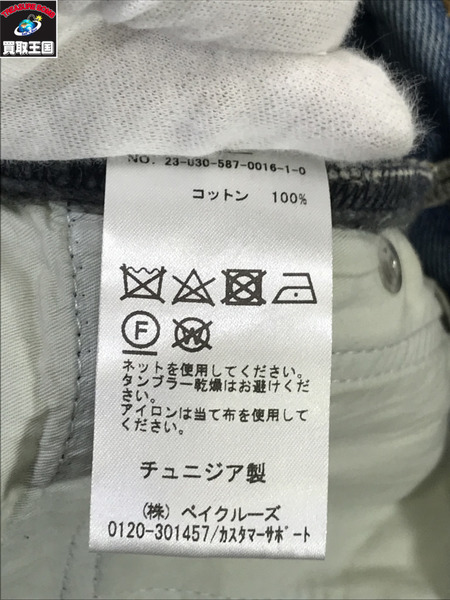 TREASURE KINGDOM
買取王国
NO. 23-030-587-0016-1-0
コットン 100%
F
W
ネットを使用してください。
タンブラー乾燥はお避けくだ
さい。
アイロンは当て布を使用して
ください。
チュニジア製
(株) ベイクルーズ
0120-301457/カスタマーサポート